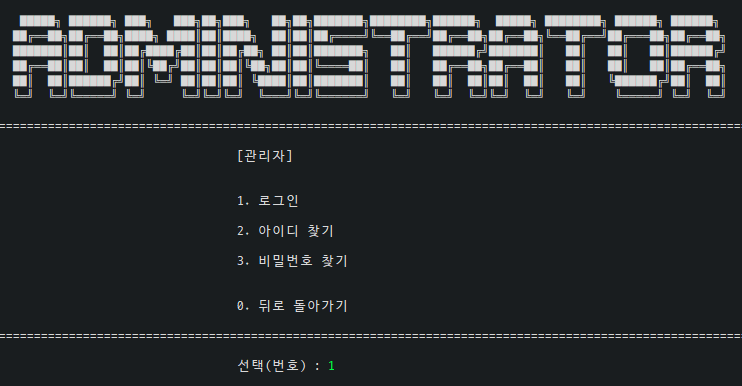 ADMINISTRATOR
[관리자]
1. 로그인
2. 아이디 찾기
3. 비밀번호 찾기
0. 뒤로 돌아가기
선택(번호) : 1